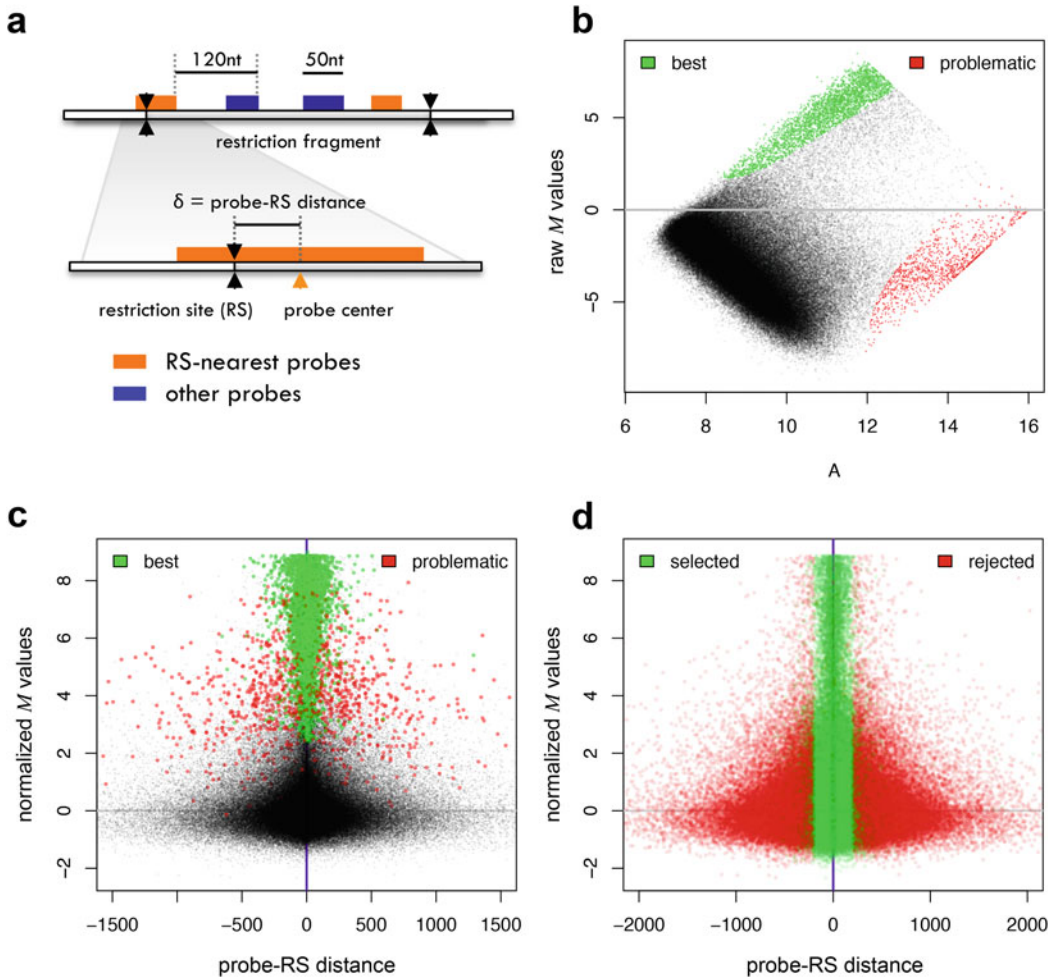 a
120nt 50nt
restriction fragment
δ = probe-RS distance
restriction site (RS) probe center
RS-nearest probes
other probes
b
best problematic
raw M values
5
0
−5
6 8 10 12 14 16
A
c
best problematic
normalized M values
8
6
4
2
0
−2
−1500 −500 0 500 1000 1500
probe-RS distance
d
selected rejected
normalized M values
8
6
4
2
0
−2
−2000 −1000 0 1000 2000
probe-RS distance